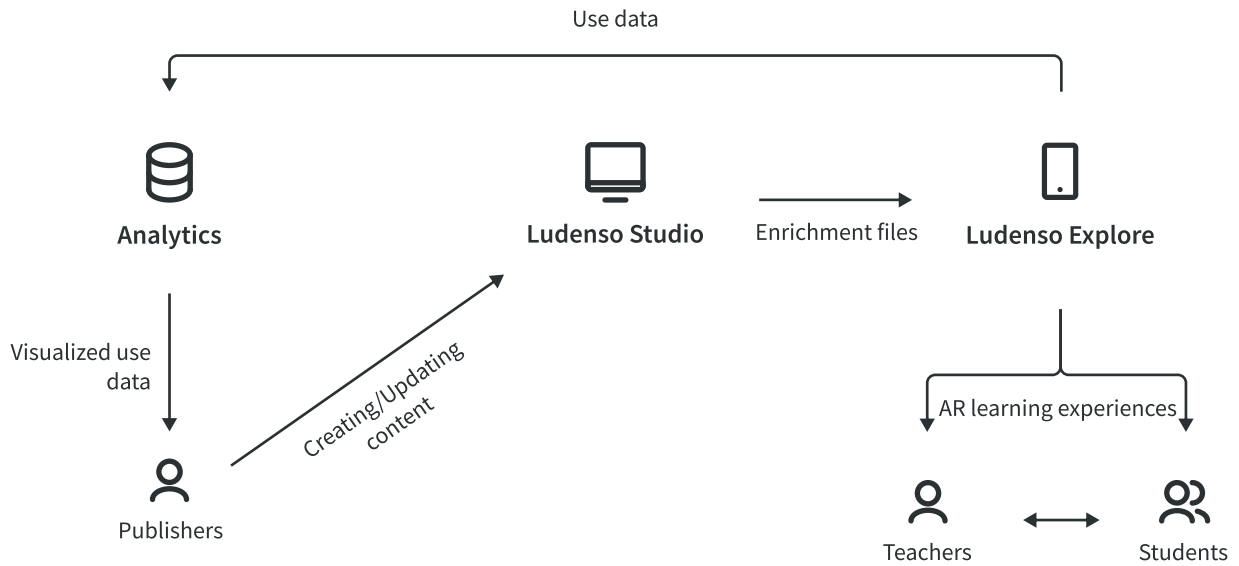 Use data
Analytics
Ludenso Studio
Enrichment files
Ludenso Explore
Visualized use
data
Creating/Updating
content
AR learning experiences
Publishers
Teachers
Students